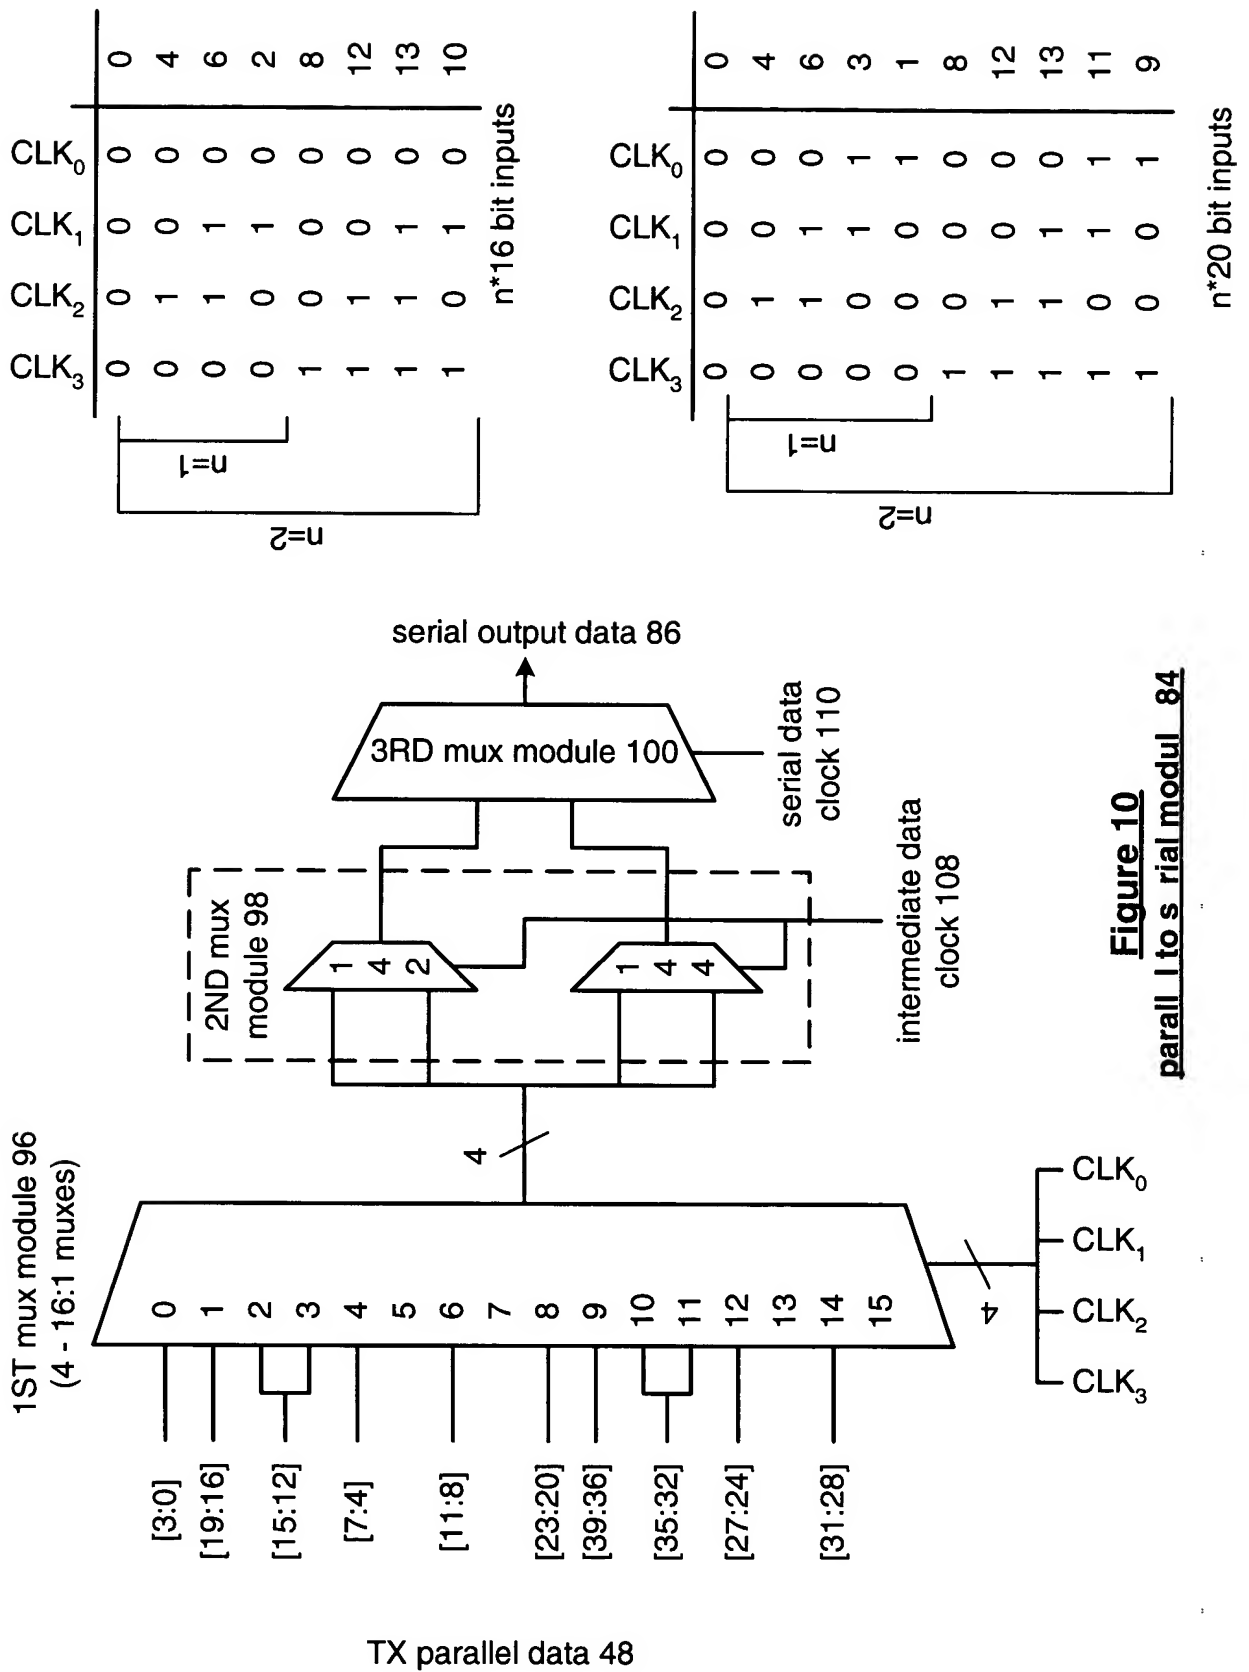 CLK3 CLK2 CLK1 CLK0
0 0 0 0 0
0 1 0 0 4
0 1 1 0 6
0 0 1 0 2
1 0 0 0 8
1 1 0 0 12
1 1 1 0 13
1 0 1 0 10
n=1
n=2
n*16 bit inputs
CLK3 CLK2 CLK1 CLK0
0 0 0 0 0
0 1 0 0 4
0 1 1 0 6
0 0 1 1 3
0 0 0 1 1
1 0 0 0 8
1 1 0 0 12
1 1 1 0 13
1 0 1 1 11
1 0 0 1 9
n=1
n=2
n*20 bit inputs
serial output data 86
3RD mux module 100
serial data
clock 110
2ND mux
module 98
142
144
intermediate data
clock 108
4
1ST mux module 96
(4 - 16:1 muxes)
0
1
2
3
4
5
6
7
8
9
10
11
12
13
14
15
4
CLK0
CLK1
CLK2
CLK3
[3:0]
[19:16]
[15:12]
[7:4]
[11:8]
[23:20]
[39:36]
[35:32]
[27:24]
[31:28]
TX parallel data 48
Figure 10
parall l to s rial modul 84